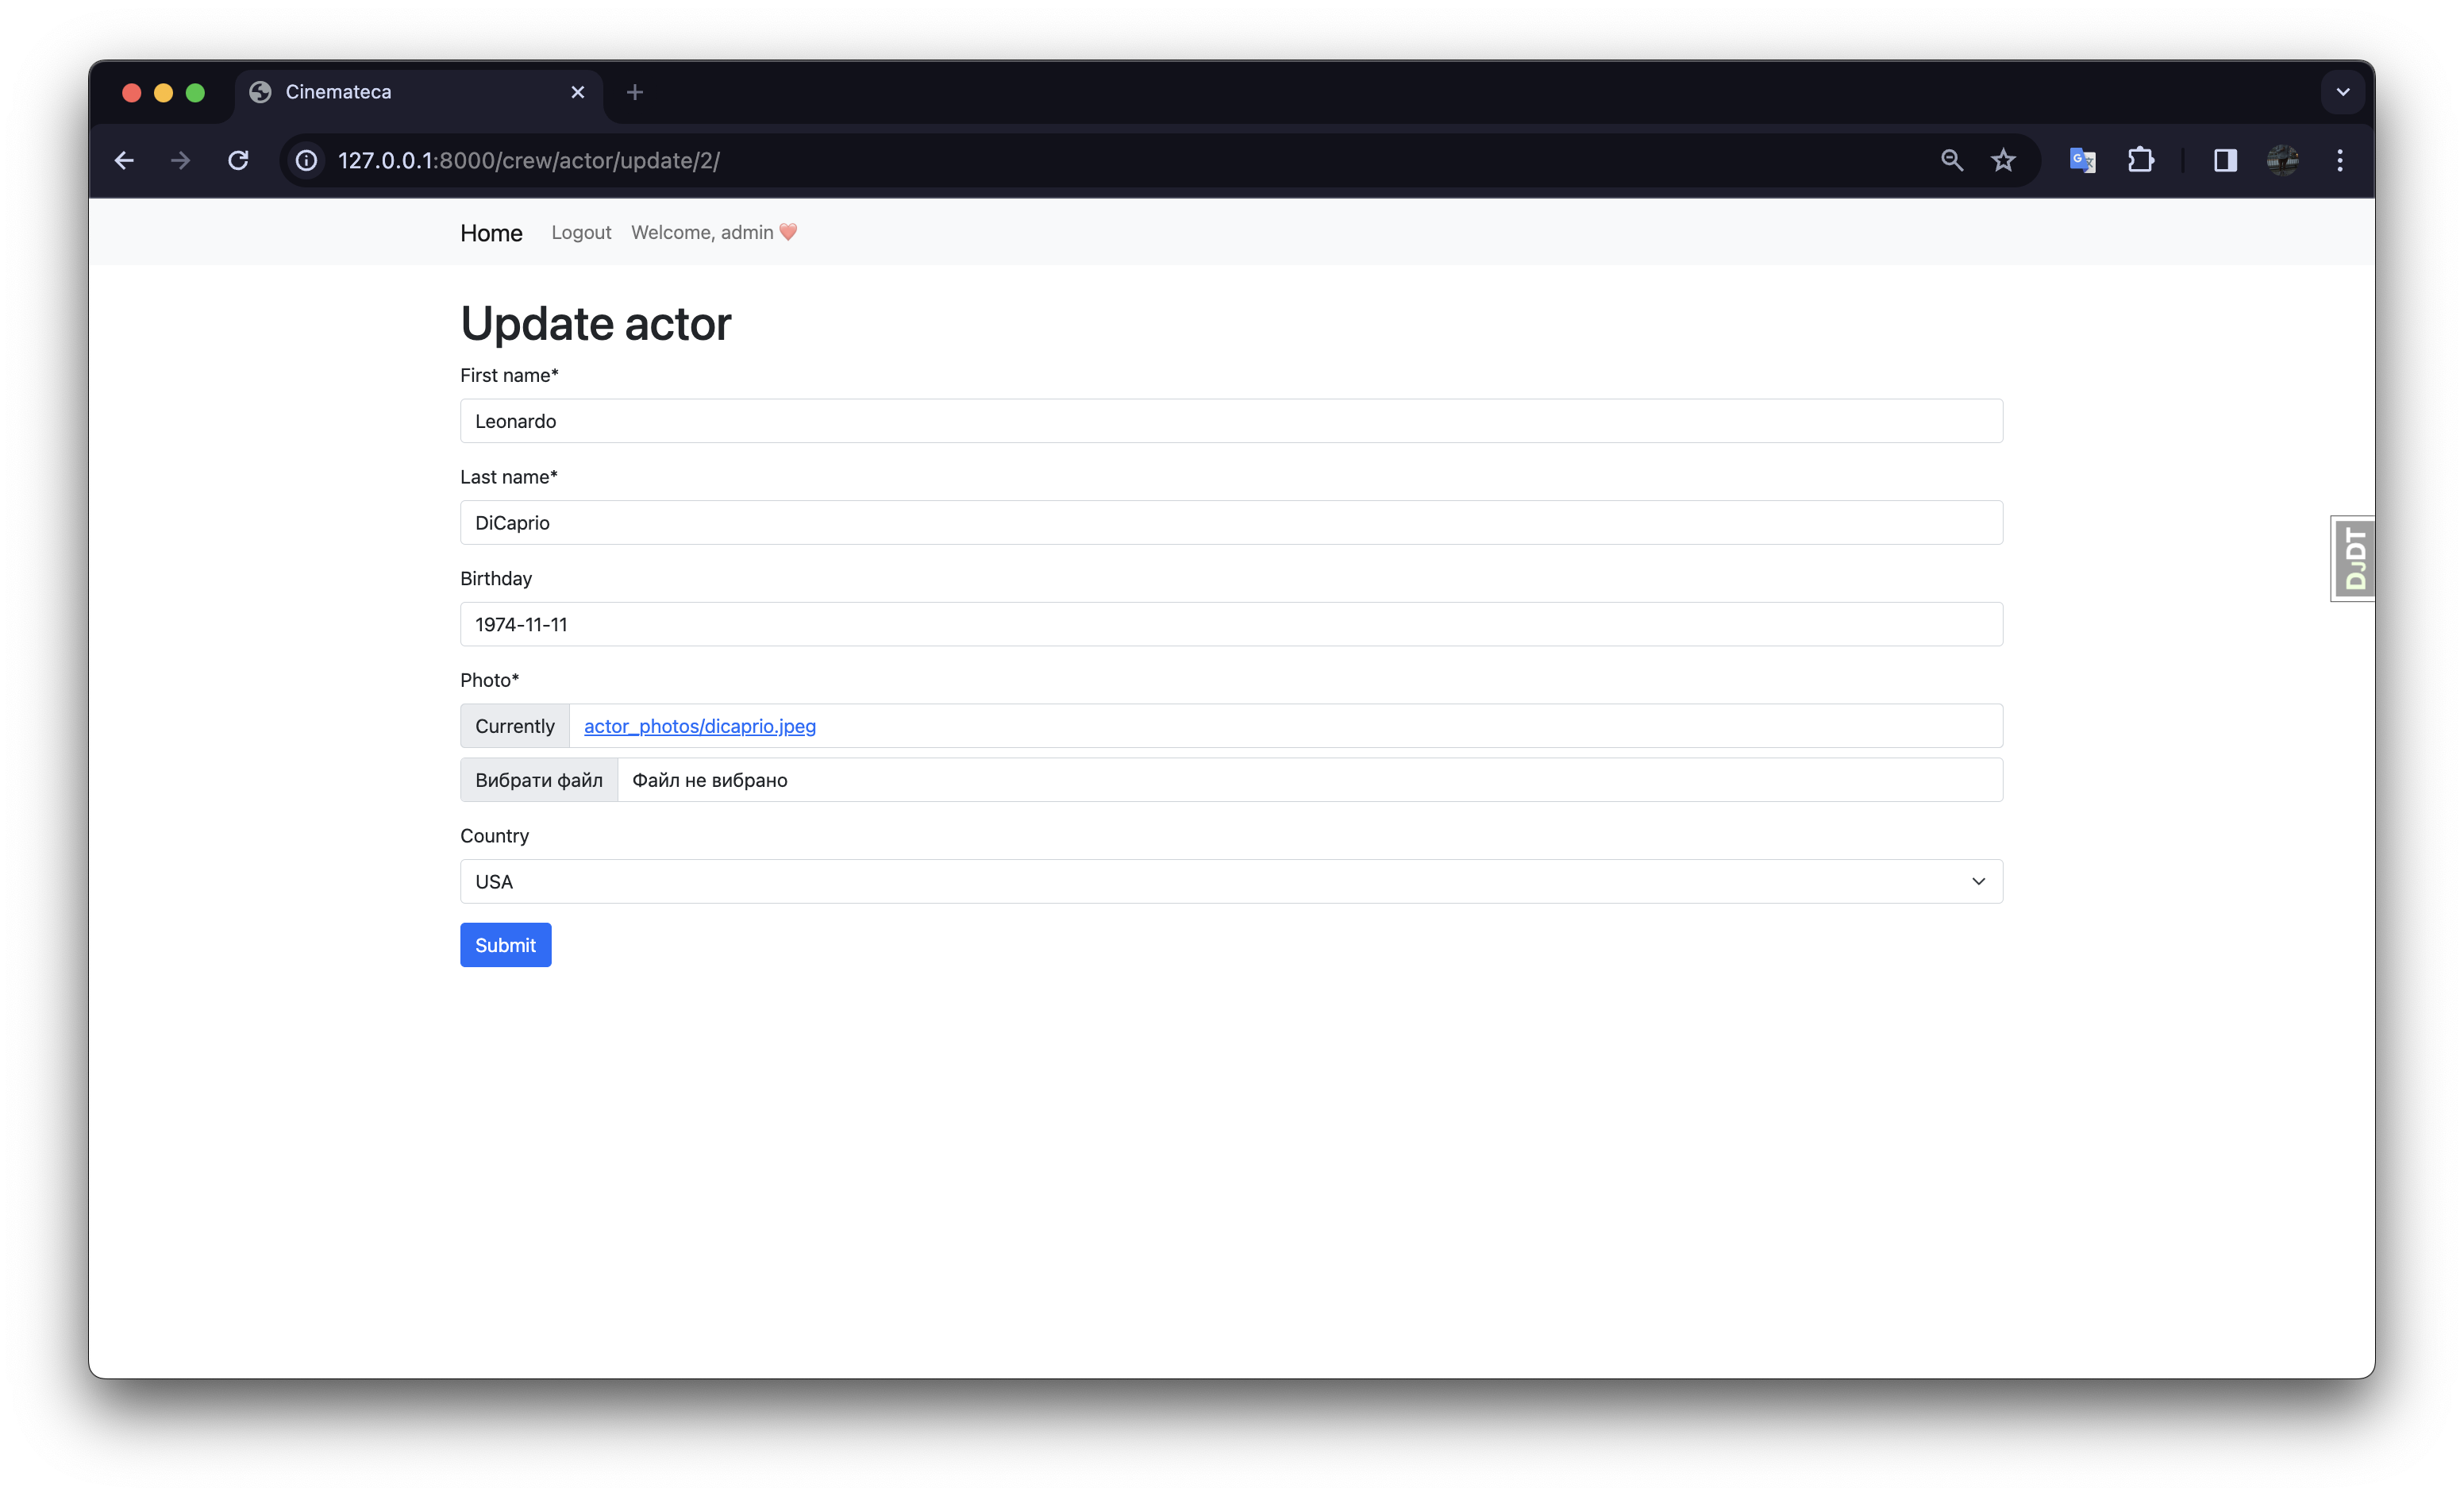 Cinemateca
127.0.0.1:8000/crew/actor/update/2/
Home Logout Welcome, admin
Update actor
First name*
Leonardo
Last name*
DiCaprio
Birthday
1974-11-11
DJDT
Photo*
Currently actor_photos/dicaprio.jpeg
Вибрати файл Файл не вибрано
Country
USA
Submit